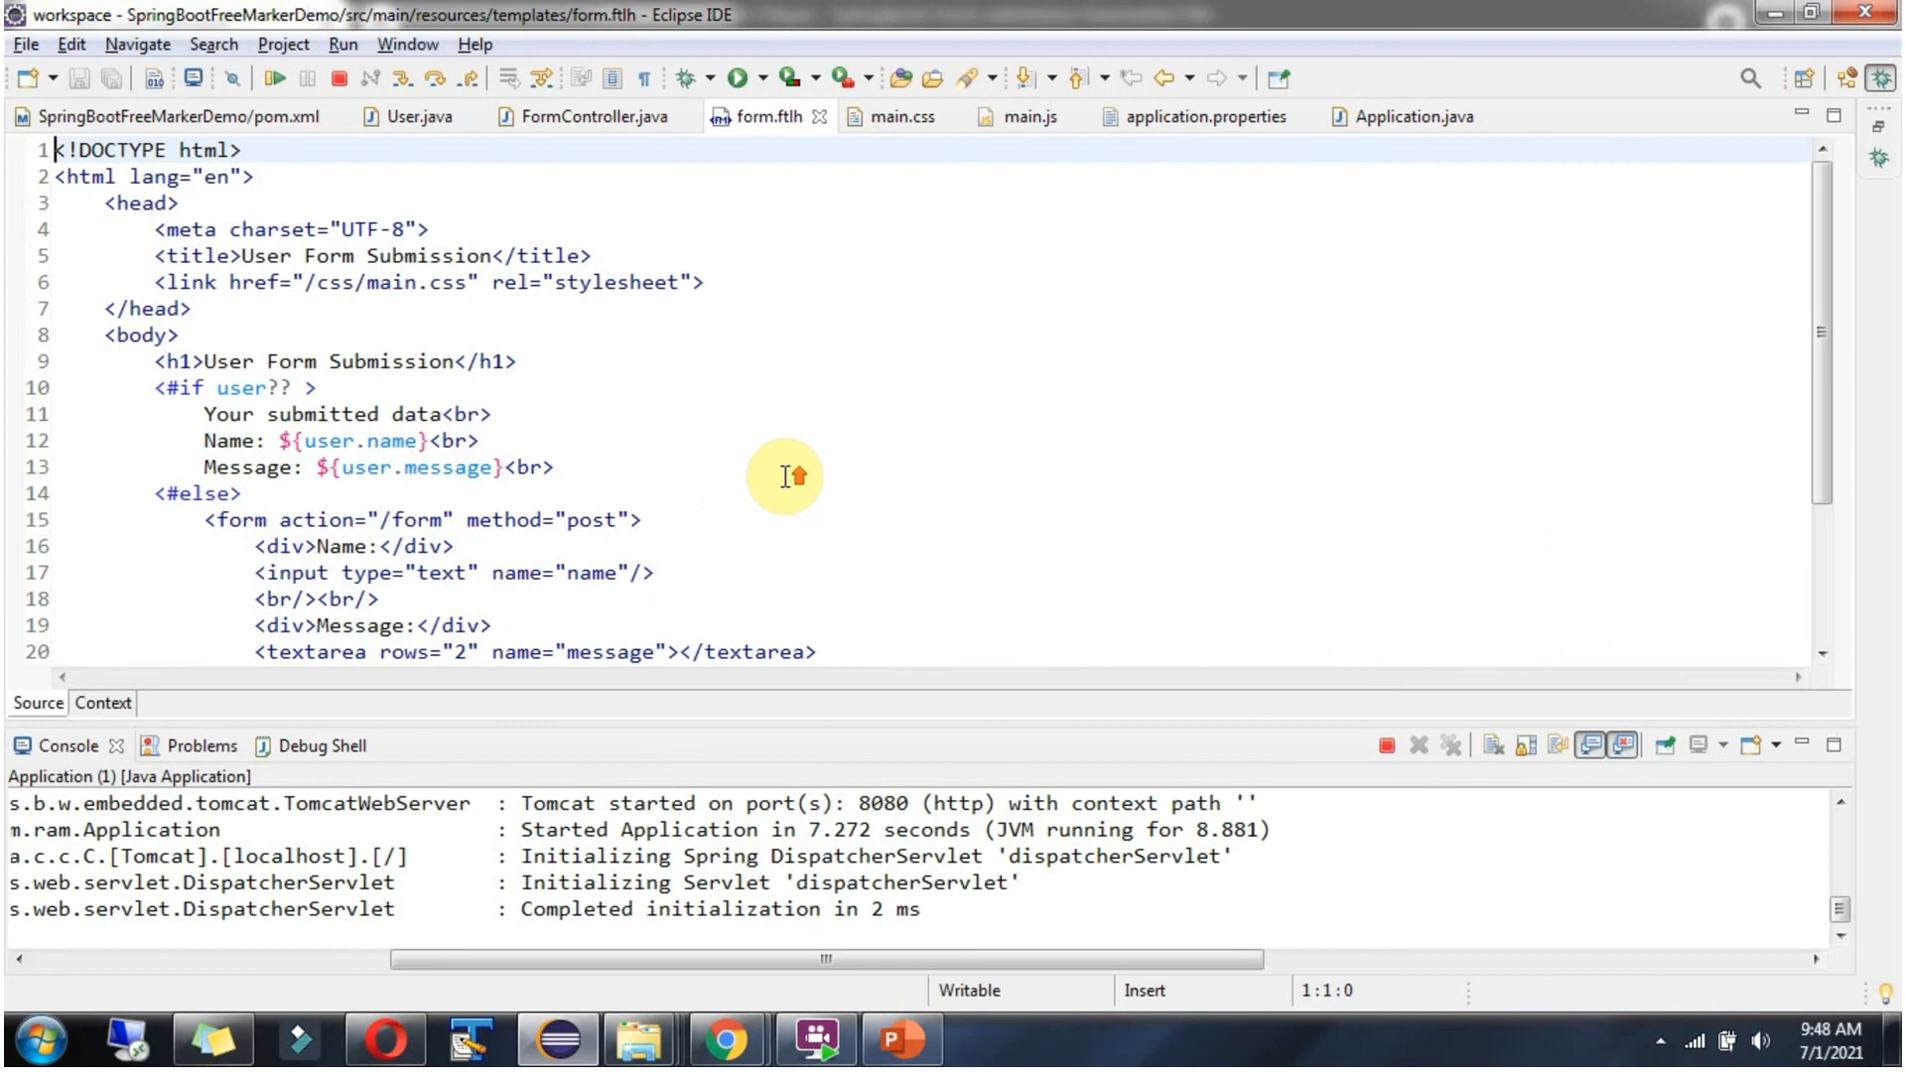 workspace - SpringBootFreeMarkerDemo/src/main/resources/templates/form.ftlh - Eclipse IDE
File Edit Navigate Search Project Run Window Help
SpringBootFreeMarkerDemo/pom.xml User.java FormController.java form.ftlh main.css main.js application.properties Application.java
1 <!DOCTYPE html>
2 <html lang="en">
3 <head>
4 <meta charset="UTF-8">
5 <title>User Form Submission</title>
6 <link href="/css/main.css" rel="stylesheet">
7 </head>
8 <body>
9 <h1>User Form Submission</h1>
10 <#if user?? >
11 Your submitted data<br>
12 Name: ${user.name}<br>
13 Message: ${user.message}<br>
14 <#else>
15 <form action="/form" method="post">
16 <div>Name:</div>
17 <input type="text" name="name"/>
18 <br/><br/>
19 <div>Message:</div>
20 <textarea rows="2" name="message"></textarea>
Source Context
Console Problems Debug Shell
Application (1) [Java Application]
s.b.w.embedded.tomcat.TomcatWebServer : Tomcat started on port(s): 8080 (http) with context path ''
m.ram.Application : Started Application in 7.272 seconds (JVM running for 8.881)
a.c.c.C.[Tomcat].[localhost].[/] : Initializing Spring DispatcherServlet 'dispatcherServlet'
s.web.servlet.DispatcherServlet : Initializing Servlet 'dispatcherServlet'
s.web.servlet.DispatcherServlet : Completed initialization in 2 ms
Writable Insert 1:1:0
9:48 AM
7/1/2021